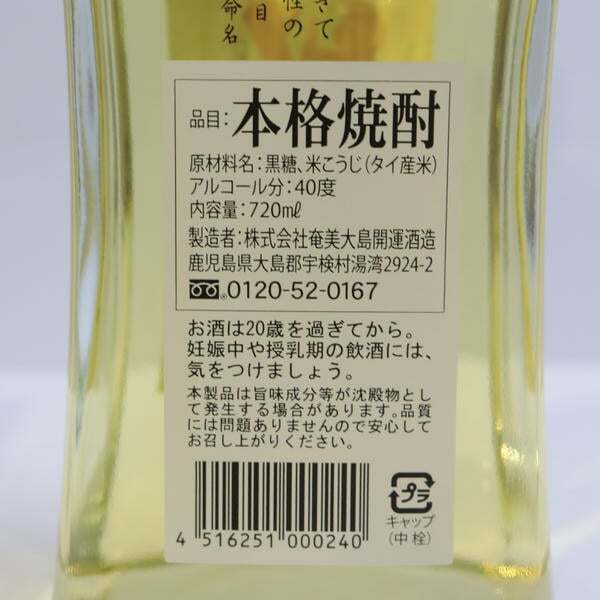 きて
性の
目
命名
品目：本格焼酎
原材料名：黒糖、米こうじ（タイ産米）
アルコール分：40度
内容量：720mℓ
製造者：株式会社奄美大島開運酒造
鹿児島県大島郡宇検村湯湾2924-2
0120-52-0167
お酒は20歳を過ぎてから。
妊娠中や授乳期の飲酒には、
気をつけましょう。
本製品は旨味成分等が沈殿物とし
て発生する場合があります。品質
には問題ありませんので安心して
お召し上がりください。
4 516251 000240
プラ
キャップ
（中栓）